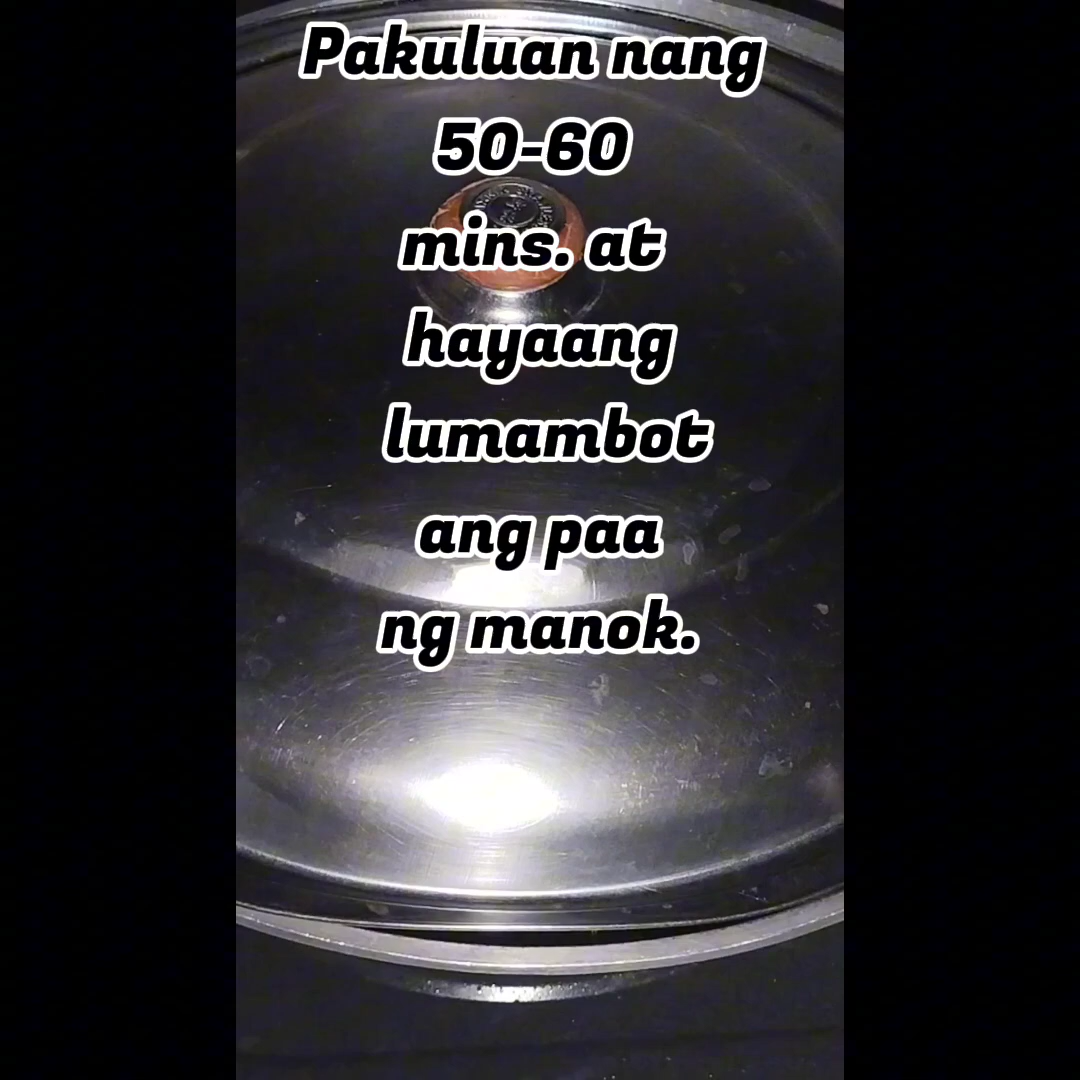 Pakuluan nang
50-60
mins. at
hayaang
lumambot
ang paa
ng manok.